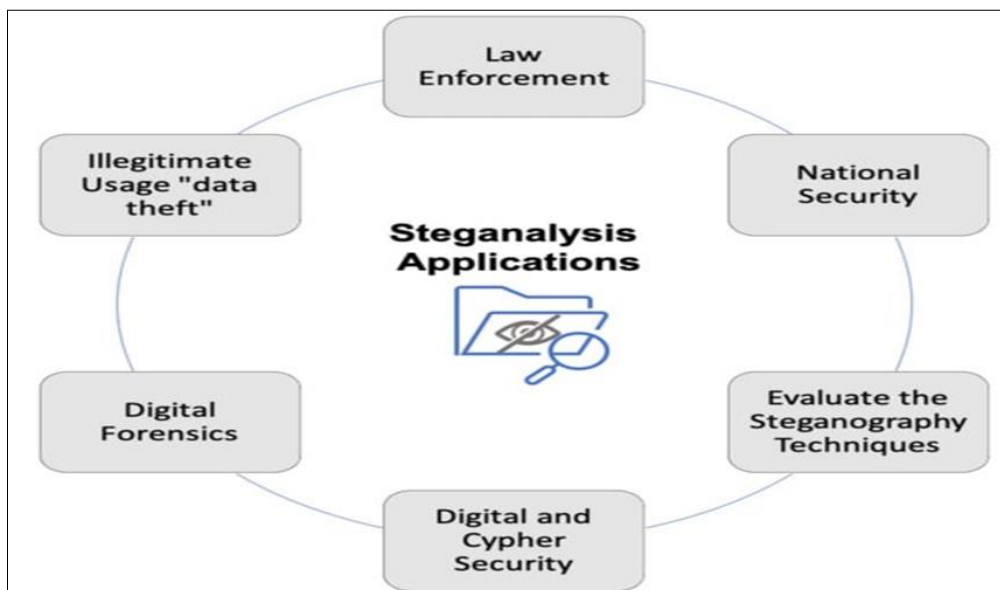 Law
Enforcement
National
Security
Evaluate the
Steganography
Techniques
Digital and
Cypher
Security
Digital
Forensics
Illegitimate
Usage "data
theft"
Steganalysis
Applications